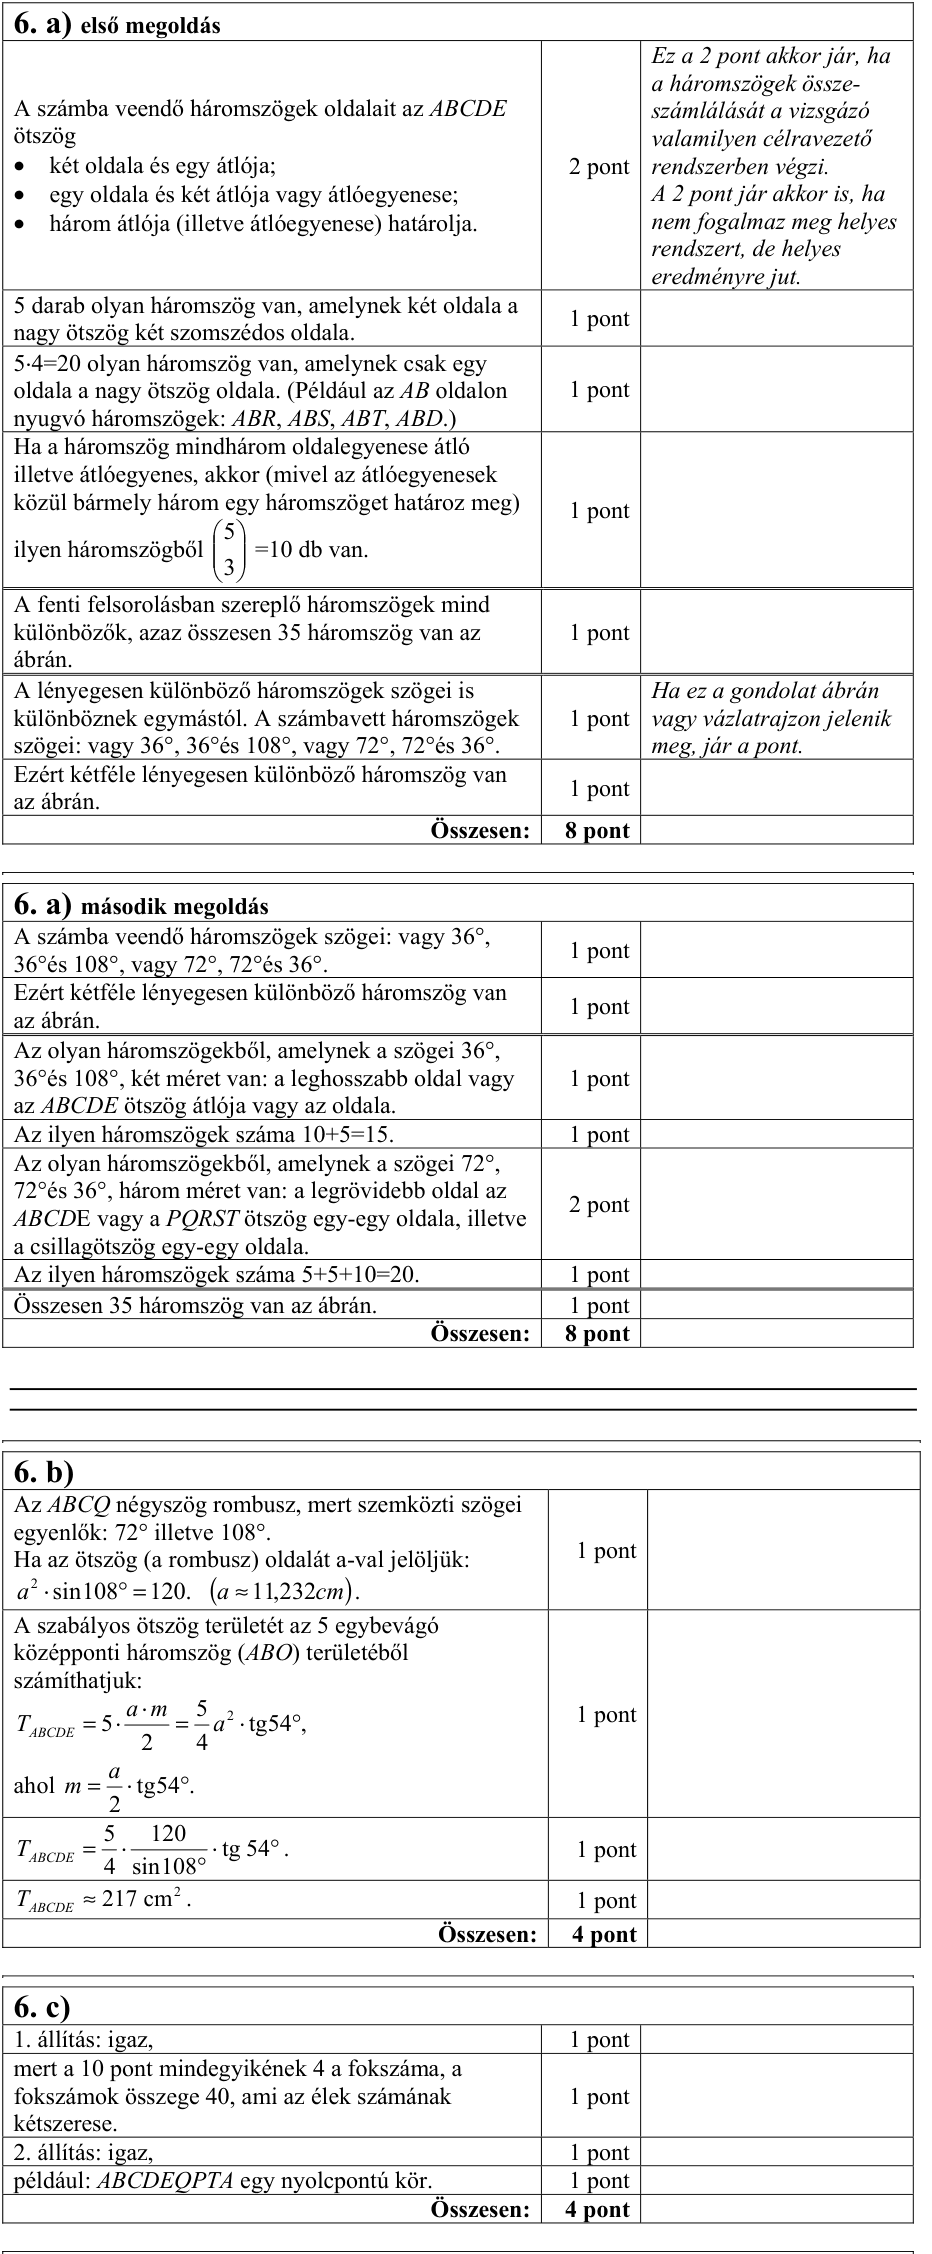 6. a) első megoldás
A számba veendő háromszögek oldalait az ABCDE
ötszög
• két oldala és egy átlója;
• egy oldala és két átlója vagy átlóegyenese;
• három átlója (illetve átlóegyenese) határolja.
2 pont
Ez a 2 pont akkor jár, ha
a háromszögek össze-
számlálását a vizsgázó
valamilyen célravezető
rendszerben végzi.
A 2 pont jár akkor is, ha
nem fogalmaz meg helyes
rendszert, de helyes
eredményre jut.
5 darab olyan háromszög van, amelynek két oldala a
nagy ötszög két szomszédos oldala.
1 pont
5·4=20 olyan háromszög van, amelynek csak egy
oldala a nagy ötszög oldala. (Például az AB oldalon
nyugvó háromszögek: ABR, ABS, ABT, ABD.)
1 pont
Ha a háromszög mindhárom oldalegyenese átló
illetve átlóegyenes, akkor (mivel az átlóegyenesek
közül bármely három egy háromszöget határoz meg)
ilyen háromszögből (5 3) =10 db van.
1 pont
A fenti felsorolásban szereplő háromszögek mind
különbözők, azaz összesen 35 háromszög van az
ábrán.
1 pont
A lényegesen különböző háromszögek szögei is
különböznek egymástól. A számbavett háromszögek
szögei: vagy 36°, 36°és 108°, vagy 72°, 72°és 36°.
1 pont
Ha ez a gondolat ábrán
vagy vázlatrajzon jelenik
meg, jár a pont.
Ezért kétféle lényegesen különböző háromszög van
az ábrán.
1 pont
Összesen: 8 pont
6. a) második megoldás
A számba veendő háromszögek szögei: vagy 36°,
36°és 108°, vagy 72°, 72°és 36°.
1 pont
Ezért kétféle lényegesen különböző háromszög van
az ábrán.
1 pont
Az olyan háromszögekből, amelynek a szögei 36°,
36°és 108°, két méret van: a leghosszabb oldal vagy
az ABCDE ötszög átlója vagy az oldala.
1 pont
Az ilyen háromszögek száma 10+5=15. 1 pont
Az olyan háromszögekből, amelynek a szögei 72°,
72°és 36°, három méret van: a legrövidebb oldal az
ABCDE vagy a PQRST ötszög egy-egy oldala, illetve
a csillagötszög egy-egy oldala.
2 pont
Az ilyen háromszögek száma 5+5+10=20. 1 pont
Összesen 35 háromszög van az ábrán. 1 pont
Összesen: 8 pont
6. b)
Az ABCQ négyszög rombusz, mert szemközti szögei
egyenlők: 72° illetve 108°.
Ha az ötszög (a rombusz) oldalát a-val jelöljük:
a² · sin108° = 120. (a ≈ 11,232cm).
1 pont
A szabályos ötszög területét az 5 egybevágó
középponti háromszög (ABO) területéből
számíthatjuk:
T_ABCDE = 5 · (a · m)/2 = 5/4 a² · tg54°,
ahol m = a/2 · tg54°.
1 pont
T_ABCDE = 5/4 · 120/sin108° · tg 54°.
1 pont
T_ABCDE ≈ 217 cm².
1 pont
Összesen: 4 pont
6. c)
1. állítás: igaz, 1 pont
mert a 10 pont mindegyikének 4 a fokszáma, a
fokszámok összege 40, ami az élek számának
kétszerese.
1 pont
2. állítás: igaz, 1 pont
például: ABCDEQPTA egy nyolcpontú kör. 1 pont
Összesen: 4 pont